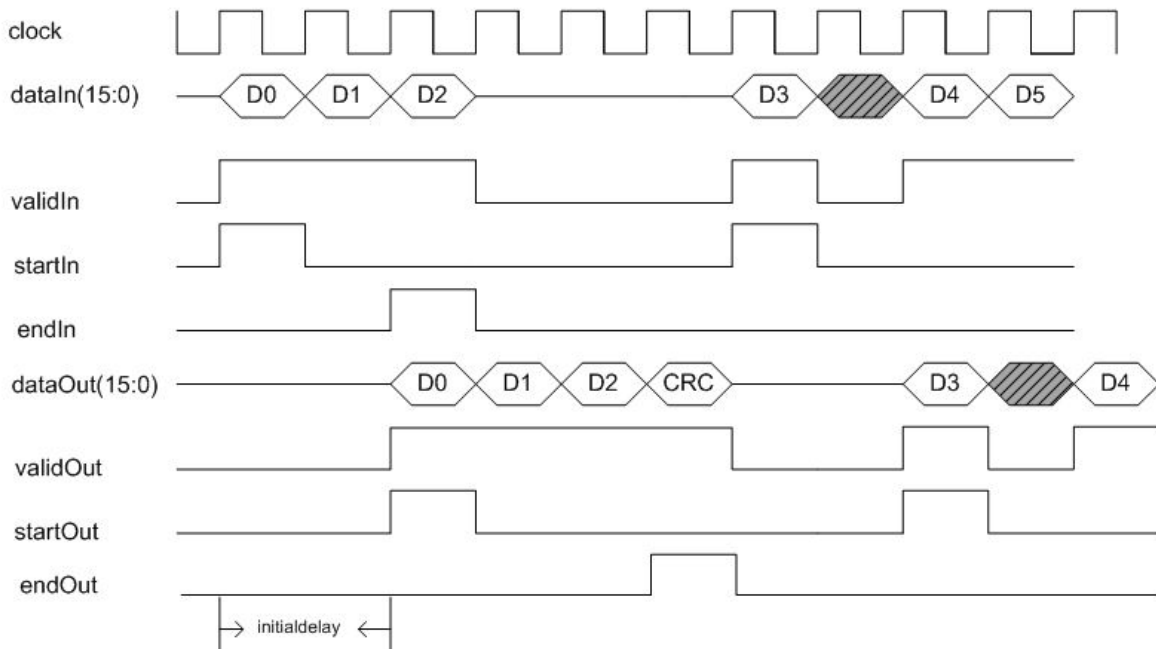 clock
dataIn(15:0) D0 D1 D2 D3 D4 D5
validIn
startIn
endIn
dataOut(15:0) D0 D1 D2 CRC D3 D4
validOut
startOut
endOut
initialdelay